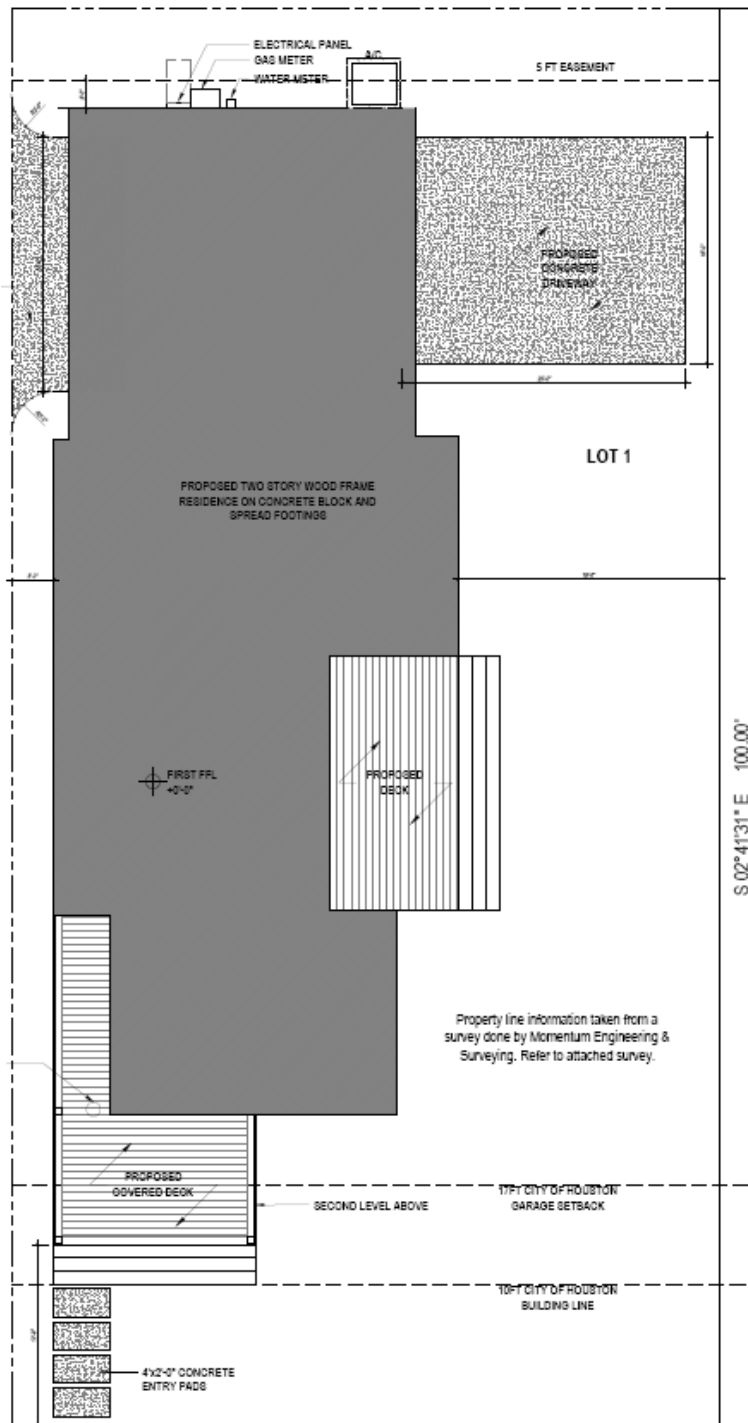 ELECTRICAL PANEL
GAS METER
WATER METER
A/C
5 FT EASEMENT
PROPOSED
CONCRETE
DRIVEWAY
LOT 1
PROPOSED TWO STORY WOOD FRAME
RESIDENCE ON CONCRETE BLOCK AND
SPREAD FOOTINGS
FIRST FFL
+0'-0"
PROPOSED
DECK
S 02°41'31" E 100.00'
Property line information taken from a
survey done by Momentum Engineering &
Surveying. Refer to attached survey.
PROPOSED
COVERED DECK
SECOND LEVEL ABOVE
17FT CITY OF HOUSTON
GARAGE SETBACK
10FT CITY OF HOUSTON
BUILDING LINE
4'x2'-0" CONCRETE
ENTRY PADS